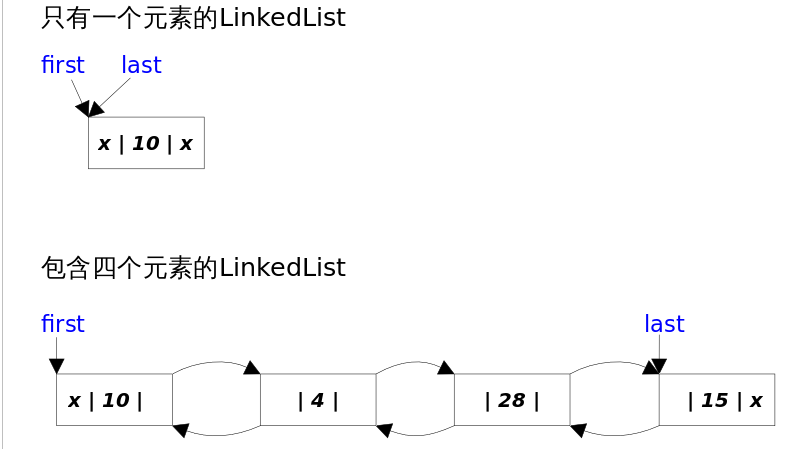 只有一个元素的LinkedList
first last
x | 10 | x
包含四个元素的LinkedList
first last
x | 10 | | 4 | | 28 | | 15 | x